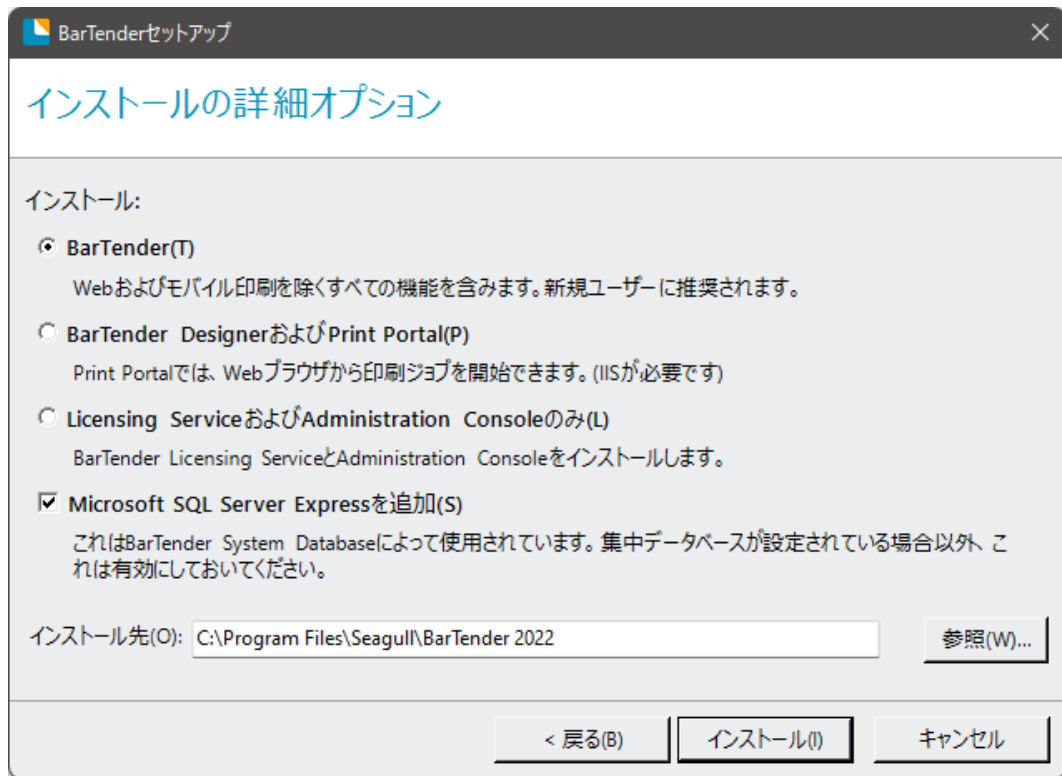 BarTenderセットアップ
インストールの詳細オプション
インストール:
BarTender(T)
Webおよびモバイル印刷を除くすべての機能を含みます。新規ユーザーに推奨されます。
BarTender DesignerおよびPrint Portal(P)
Print Portalでは、Webブラウザから印刷ジョブを開始できます。(IISが必要です)
Licensing ServiceおよびAdministration Consoleのみ(L)
BarTender Licensing ServiceとAdministration Consoleをインストールします。
Microsoft SQL Server Expressを追加(S)
これはBarTender System Databaseによって使用されています。集中データベースが設定されている場合以外、こ
れは有効にしておいてください。
インストール先(O): C:\Program Files\Seagull\BarTender 2022 参照(W)...
< 戻る(B) インストール(I) キャンセル